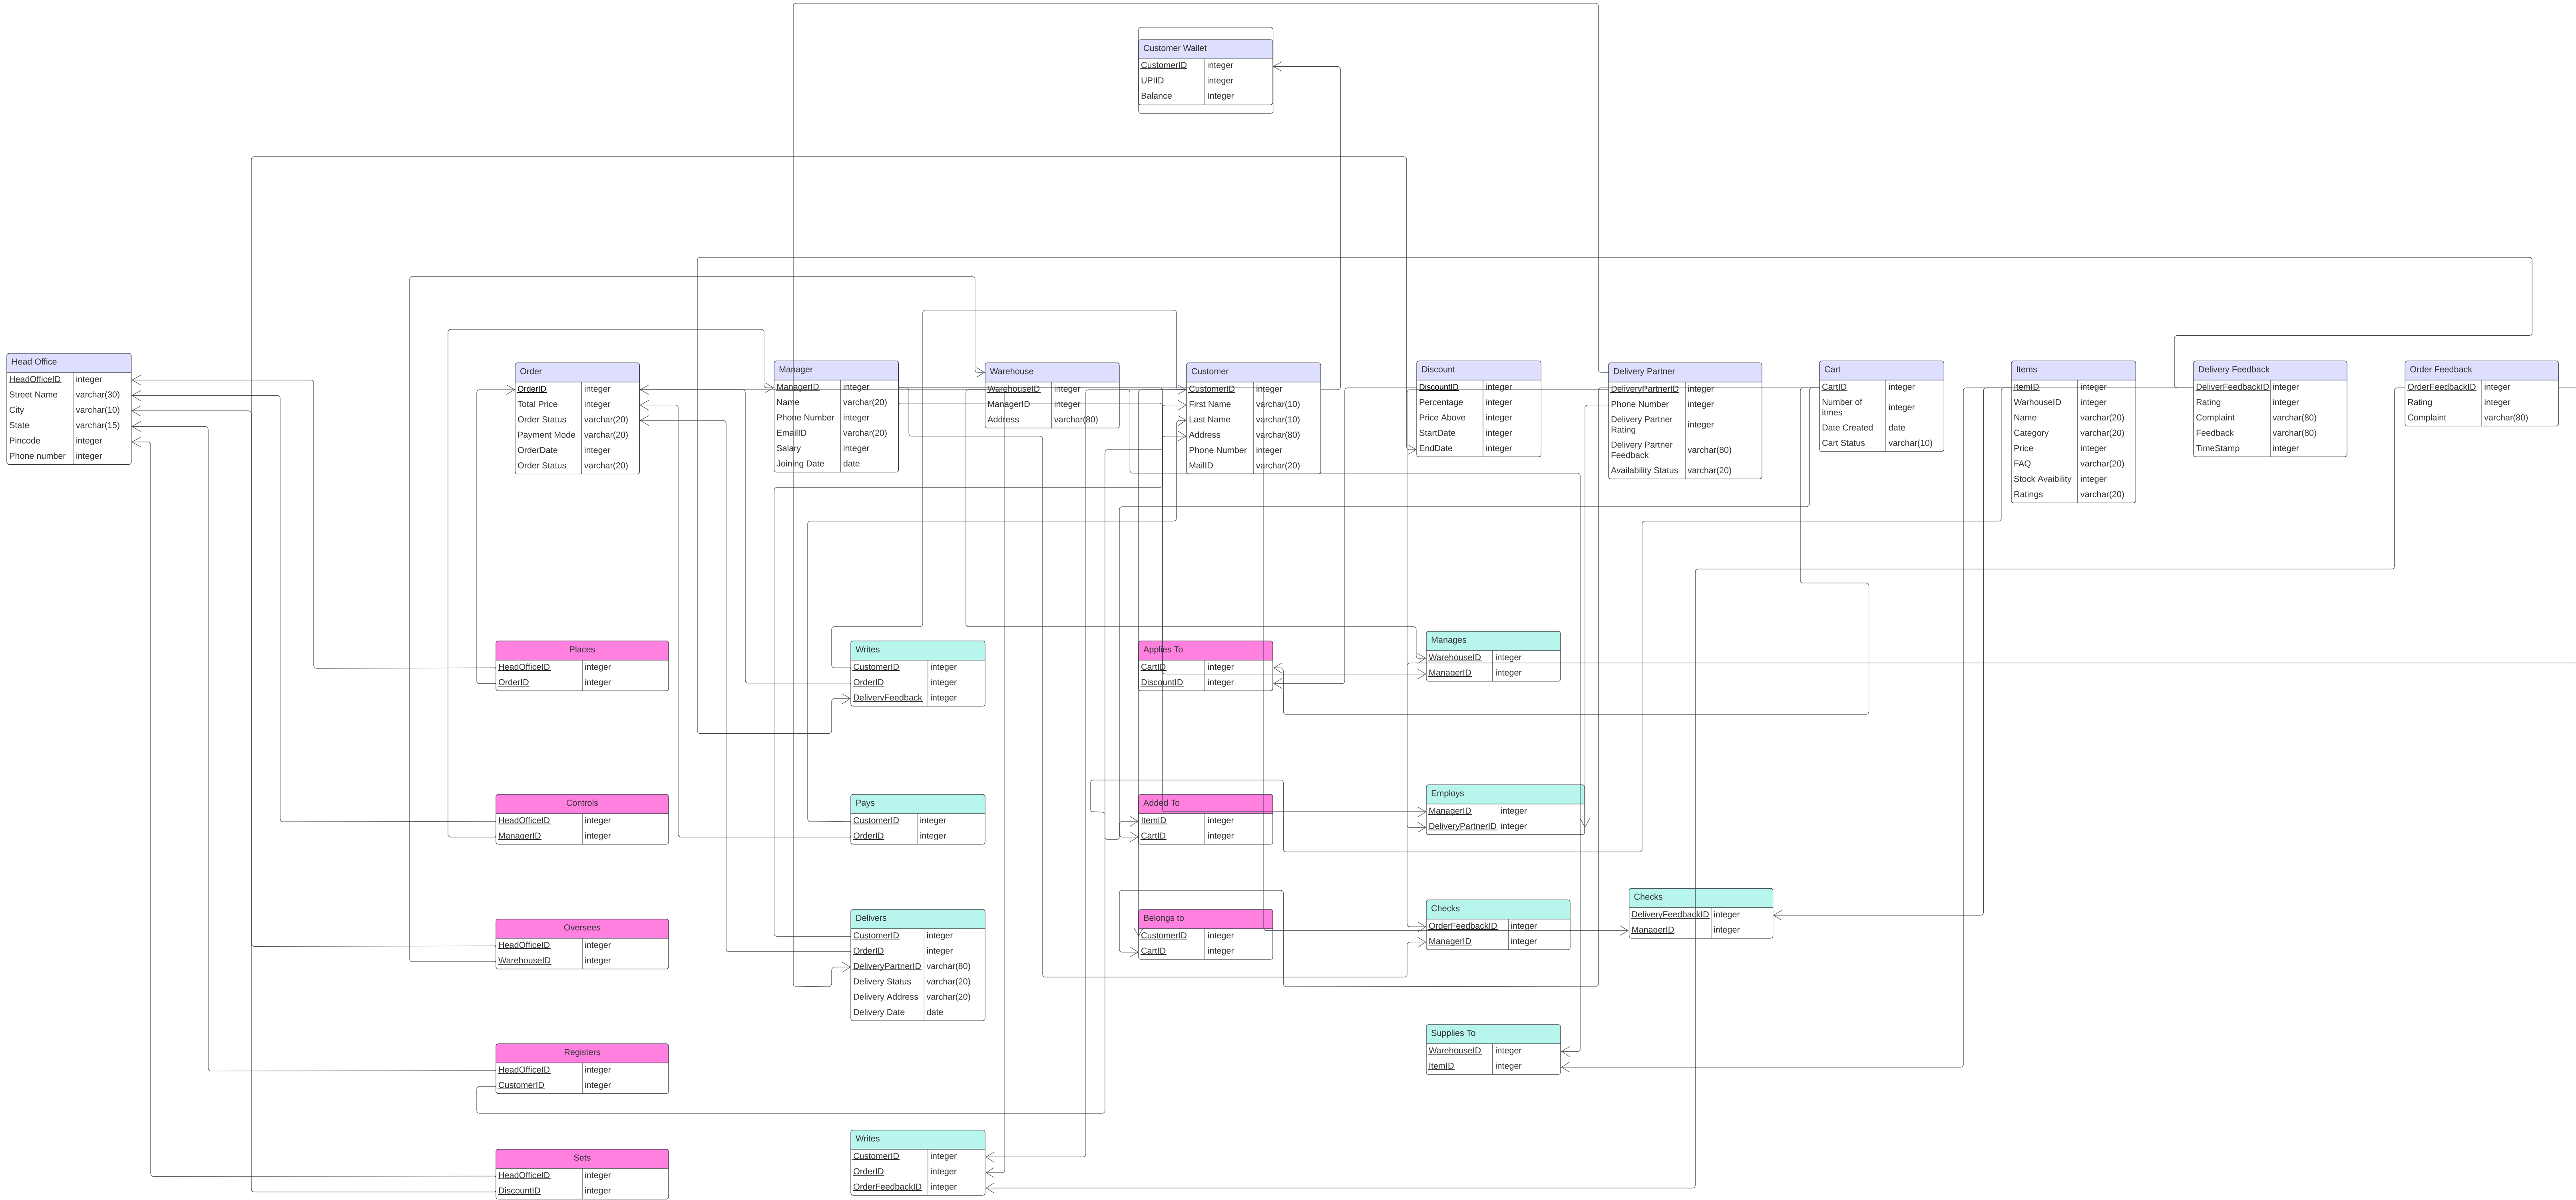 Customer Wallet
CustomerID integer
UPIID integer
Balance Integer
Head Office
HeadOfficeID integer
Street Name varchar(30)
City varchar(10)
State varchar(15)
Pincode integer
Phone number integer
Order
OrderID integer
Total Price integer
Order Status varchar(20)
Payment Mode varchar(20)
OrderDate integer
Order Status varchar(20)
Manager
ManagerID integer
Name varchar(20)
Phone Number integer
EmailID varchar(20)
Salary integer
Joining Date date
Warehouse
WarehouseID integer
ManagerID integer
Address varchar(80)
Customer
CustomerID integer
First Name varchar(10)
Last Name varchar(10)
Address varchar(80)
Phone Number integer
MailID varchar(20)
Discount
DiscountID integer
Percentage integer
Price Above integer
StartDate integer
EndDate integer
Delivery Partner
DeliveryPartnerID integer
Phone Number integer
Delivery Partner
Rating integer
Delivery Partner
Feedback varchar(80)
Availability Status varchar(20)
Cart
CartID integer
Number of
itmes integer
Date Created date
Cart Status varchar(10)
Items
ItemID integer
WarhouseID integer
Name varchar(20)
Category varchar(20)
Price integer
FAQ varchar(20)
Stock Avaibility integer
Ratings varchar(20)
Delivery Feedback
DeliverFeedbackID integer
Rating integer
Complaint varchar(80)
Feedback varchar(80)
TimeStamp integer
Order Feedback
OrderFeedbackID integer
Rating integer
Complaint varchar(80)
Places
HeadOfficeID integer
OrderID integer
Writes
CustomerID integer
OrderID integer
DeliveryFeedback integer
Applies To
CartID integer
DiscountID integer
Manages
WarehouseID integer
ManagerID integer
Controls
HeadOfficeID integer
ManagerID integer
Pays
CustomerID integer
OrderID integer
Added To
ItemID integer
CartID integer
Employs
ManagerID integer
DeliveryPartnerID integer
Oversees
HeadOfficeID integer
WarehouseID integer
Delivers
CustomerID integer
OrderID integer
DeliveryPartnerID varchar(80)
Delivery Status varchar(20)
Delivery Address varchar(20)
Delivery Date date
Belongs to
CustomerID integer
CartID integer
Checks
OrderFeedbackID integer
ManagerID integer
Checks
DeliveryFeedbackID integer
ManagerID integer
Registers
HeadOfficeID integer
CustomerID integer
Supplies To
WarehouseID integer
ItemID integer
Sets
HeadOfficeID integer
DiscountID integer
Writes
CustomerID integer
OrderID integer
OrderFeedbackID integer